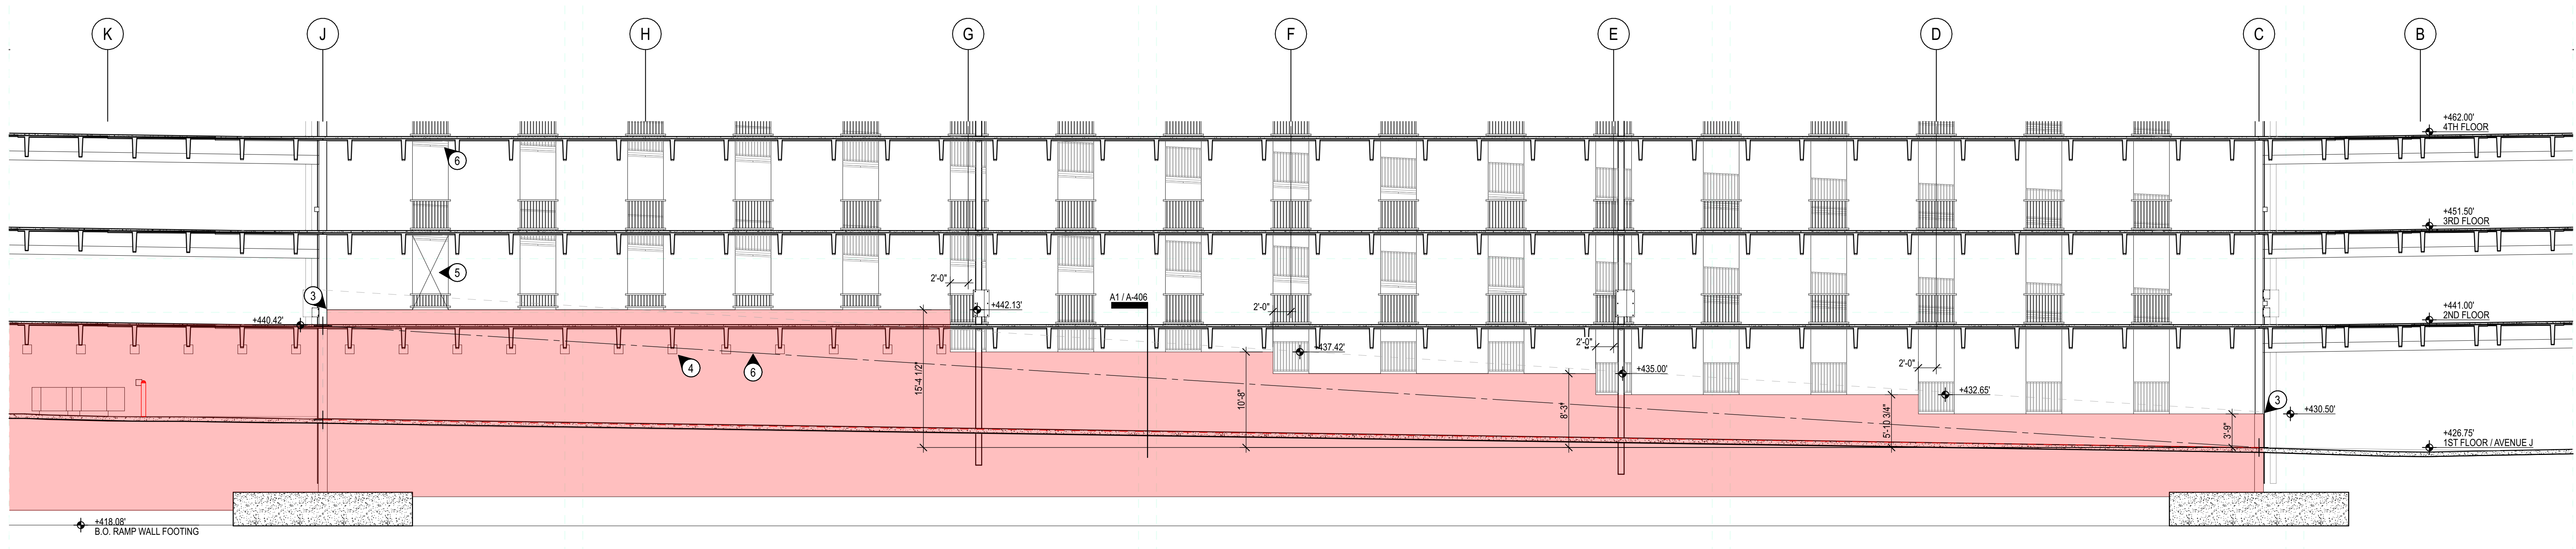 K
J
H
G
F
E
D
C
B
+462.00'
4TH FLOOR
6
+451.50'
3RD FLOOR
5
2'-0"
3
A1 / A-406
+442.13'
2'-0"
+440.42'
+441.00'
2ND FLOOR
2'-0"
+437.42'
4
6
2'-0"
15'-4 1/2"
+435.00'
10'-8"
+432.65'
8'-3"
5'-10 3/4"
3
+430.50'
3'-9"
+426.75'
1ST FLOOR / AVENUE J
+418.08'
B.O. RAMP WALL FOOTING